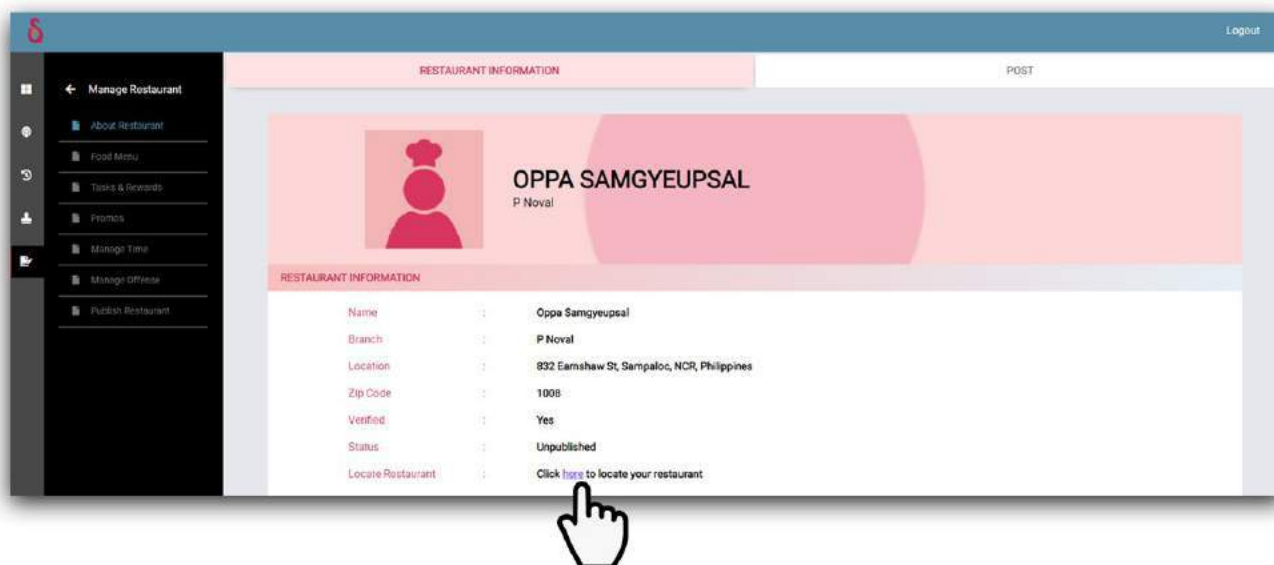 Logout
RESTAURANT INFORMATION POST
Manage Restaurant
About Restaurant
Food Menu
Tasks & Rewards
Promos
Manage Time
Manage Offense
Publish Restaurant
OPPA SAMGYEUPSAL
P Noval
RESTAURANT INFORMATION
Name : Oppa Samgyeupsal
Branch : P Noval
Location : 832 Earnshaw St, Sampaloc, NCR, Philippines
Zip Code : 1008
Verified : Yes
Status : Unpublished
Locate Restaurant : Click here to locate your restaurant